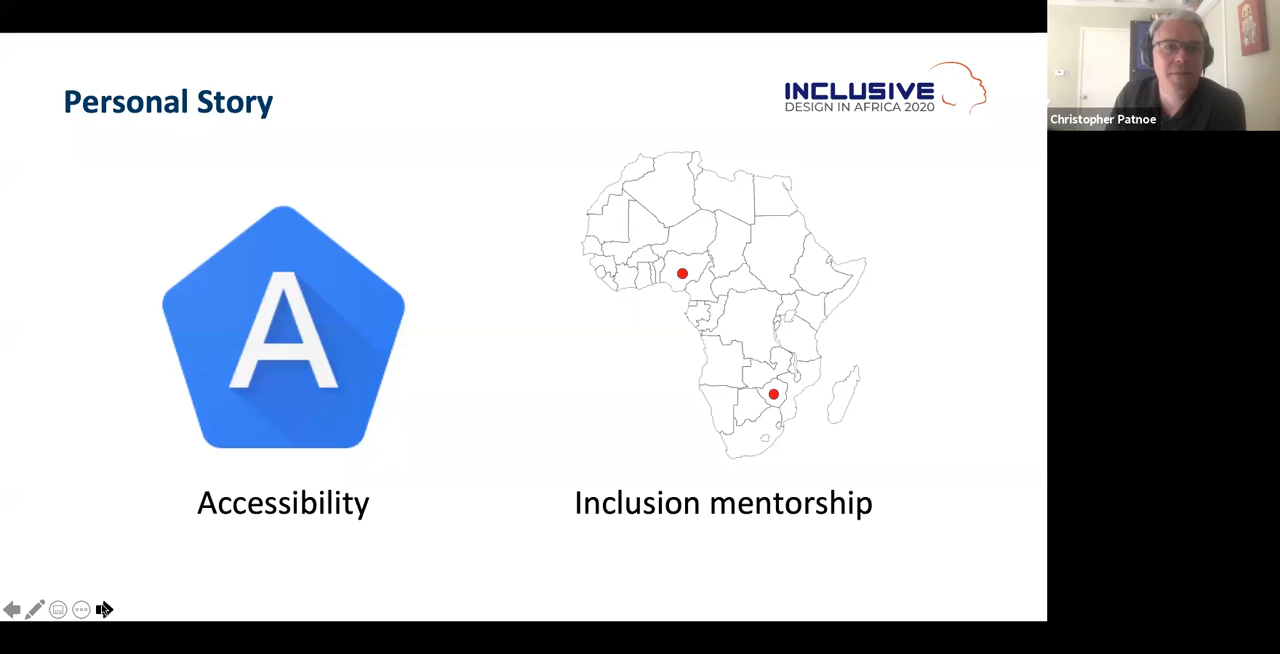 Personal Story
INCLUSIVE
DESIGN IN AFRICA 2020
Christopher Patnoe
A
Accessibility
Inclusion mentorship